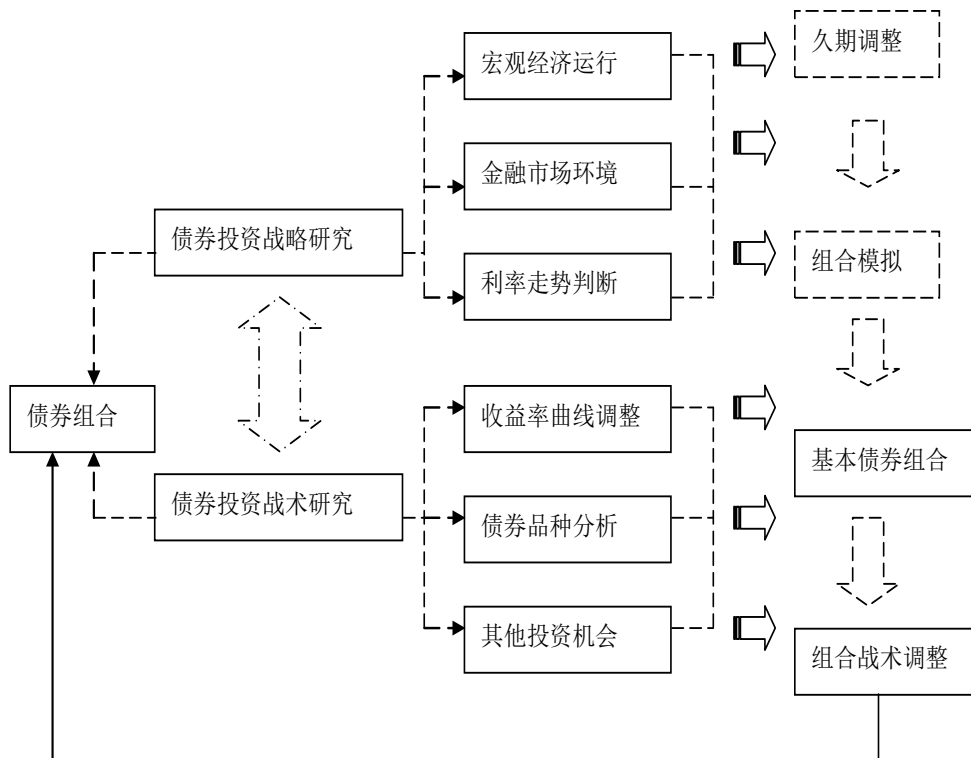 宏观经济运行
久期调整
金融市场环境
债券投资战略研究
利率走势判断
组合模拟
债券组合
收益率曲线调整
基本债券组合
债券投资战术研究
债券品种分析
其他投资机会
组合战术调整